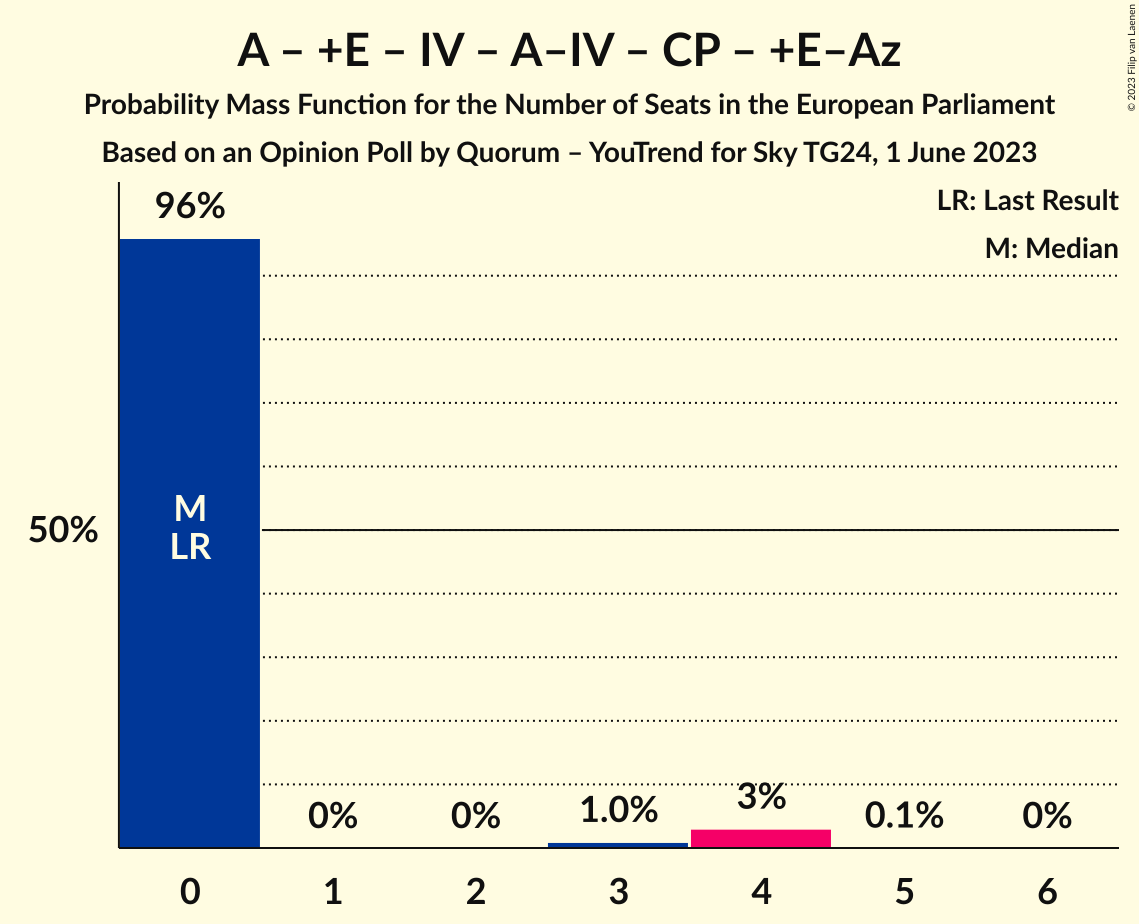 A – +E – IV – A–IV – CP – +E–Az
Probability Mass Function for the Number of Seats in the European Parliament
Based on an Opinion Poll by Quorum – YouTrend for Sky TG24, 1 June 2023
© 2023 Filip van Laenen
LR: Last Result
M: Median
96%
50%
M
LR
0%
0%
1.0%
3%
0.1%
0%
0
1
2
3
4
5
6